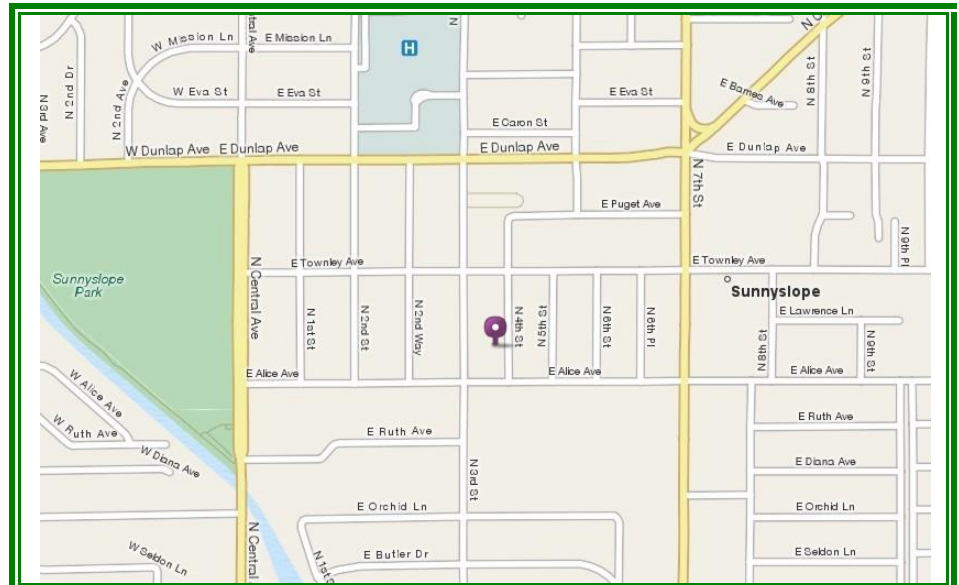 N
N C
W Mission Ln
E Mission Ln
H
N 2nd Dr
N3rd Ave
N 2nd Ave
tral Ave
W Eva St
E Eva St
E Eva St
E Barnes Ave
N 8th St
N 9th St
N
E Caron St
W Dunlap Ave
E Dunlap Ave
E Dunlap Ave
E Dunlap Ave
N 7th St
E Puget Ave
N 9th Pl
E Townley Ave
E Townley Ave
Sunnyslope
Park
Sunnyslope
N Central Ave
N 1st St
N 2nd St
N 2nd Way
N 4th St
N 5th St
N 6th St
N 6th Pl
E Lawrence Ln
N 8th St
N 9th St
E Alice Ave
E Alice Ave
E Alice Ave
W Alice Ave
W Ruth Ave
W Diana Ave
E Ruth Ave
E Ruth Ave
N 3rd St
E Diana Ave
E Orchid Ln
E Orchid Ln
W Seldon Ln
N Central
N 1st S
E Butler Dr
E Seldon Ln